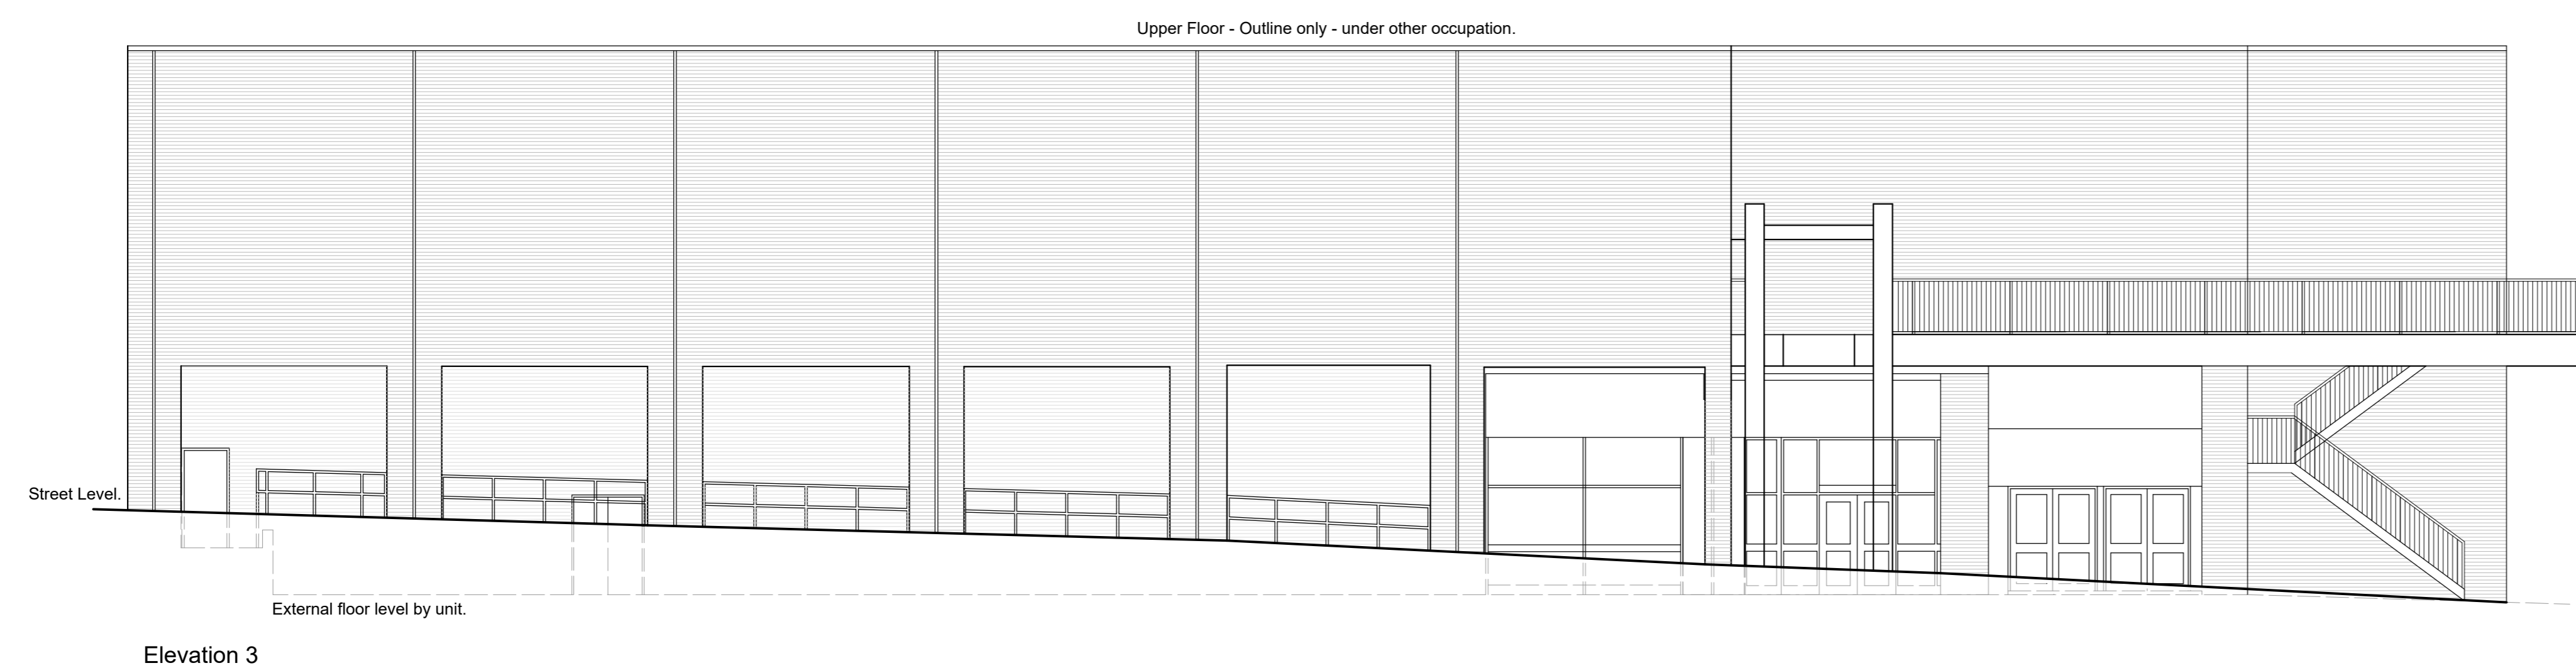 Upper Floor - Outline only - under other occupation.
Street Level.
External floor level by unit.
Elevation 3